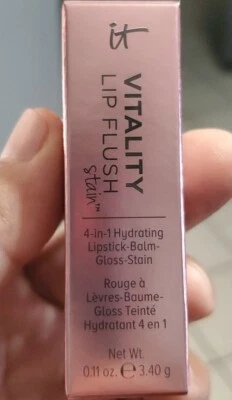 it
VITALITY
LIP FLUSH
stain™
4-in-1 Hydrating
Lipstick-Balm-
Gloss-Stain
Rouge à
Lèvres-Baume-
Gloss Teinté
Hydratant 4 en 1
Net Wt.
0.11 oz. ℮ 3.40 g